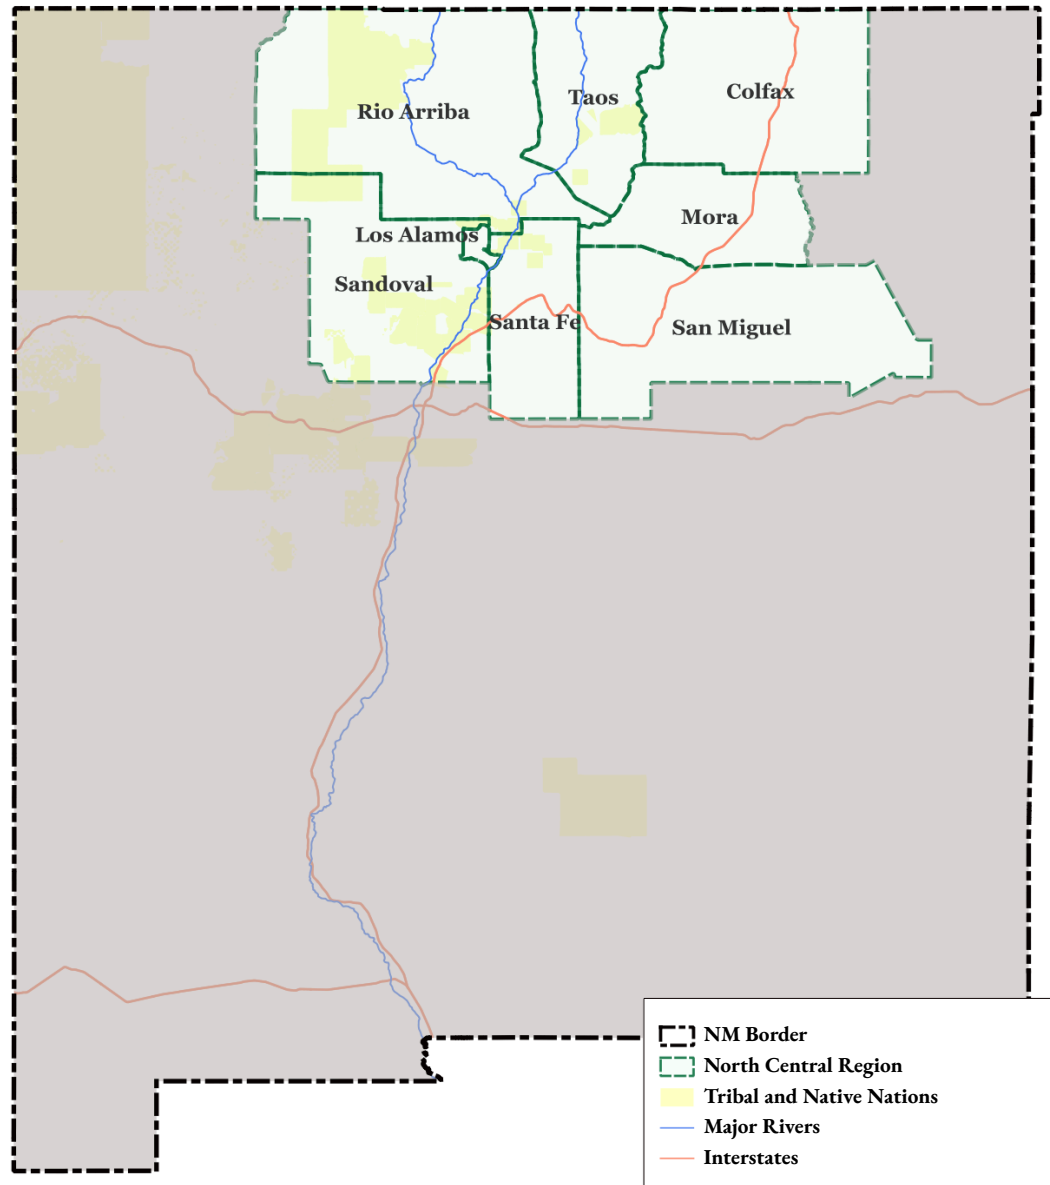 Colfax
Taos
Rio Arriba
Mora
Los Alamos
Sandoval
Santa Fe
San Miguel
NM Border
North Central Region
Tribal and Native Nations
Major Rivers
Interstates